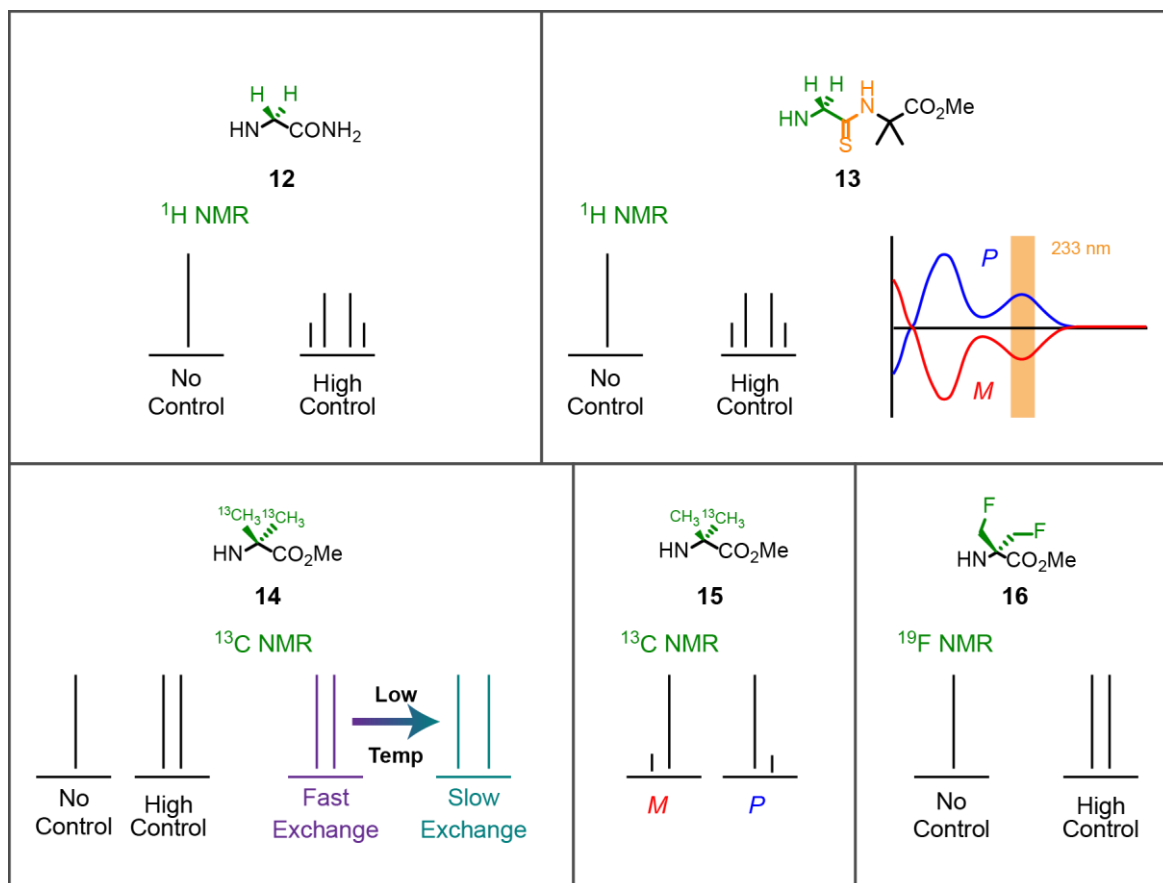 H H
HN CONH₂
12
¹H NMR
No
Control
High
Control
H H H
HN N CO₂Me
S
13
¹H NMR
No
Control
High
Control
P
M
233 nm
¹³CH₃ ¹³CH₃
HN CO₂Me
14
¹³C NMR
No
Control
High
Control
Low
Temp
Fast
Exchange
Slow
Exchange
CH₃ ¹³CH₃
HN CO₂Me
15
¹³C NMR
M
P
F
F
HN CO₂Me
16
¹⁹F NMR
No
Control
High
Control